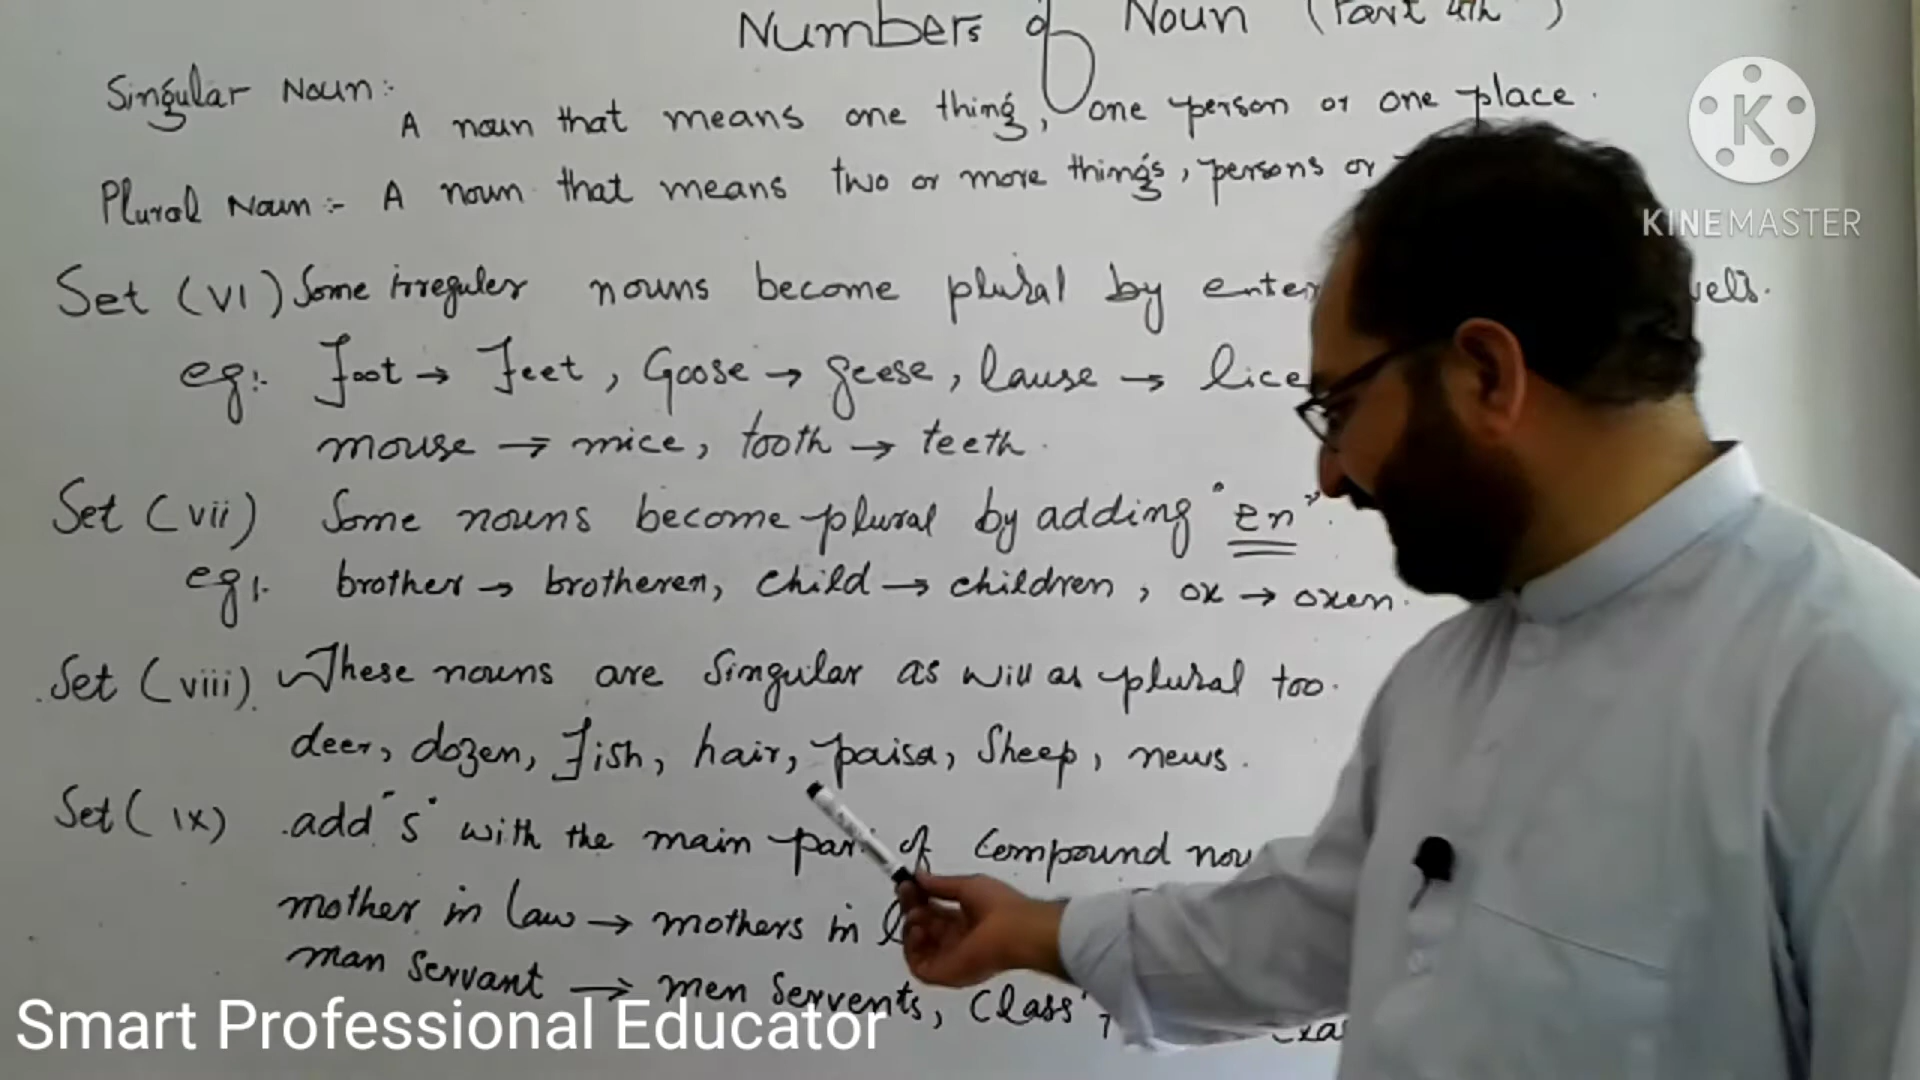 Numbers of Noun (Part 4th)
Singular Noun:-
A noun that means one thing, one person or one place.
Plural Noun:- A noun that means two or more things, persons or
Set (VI) Some irreguler nouns become plural by enter
eg:- Foot → Feet, Goose → geese, lause → lice
mouse → mice, tooth → teeth.
Set (vii) Some nouns become plural by adding "en".
eg:- brother → brotheren, child → children, ox → oxen.
Set (viii) These nouns are Singular as will as plural too.
deer, dozen, Fish, hair, paisa, Sheep, news.
Set (ix) add "s" with the main part of Compound nou
mother in law → mothers in l
man servant → men servents, Class
KINEMASTER
K
Smart Professional Educator